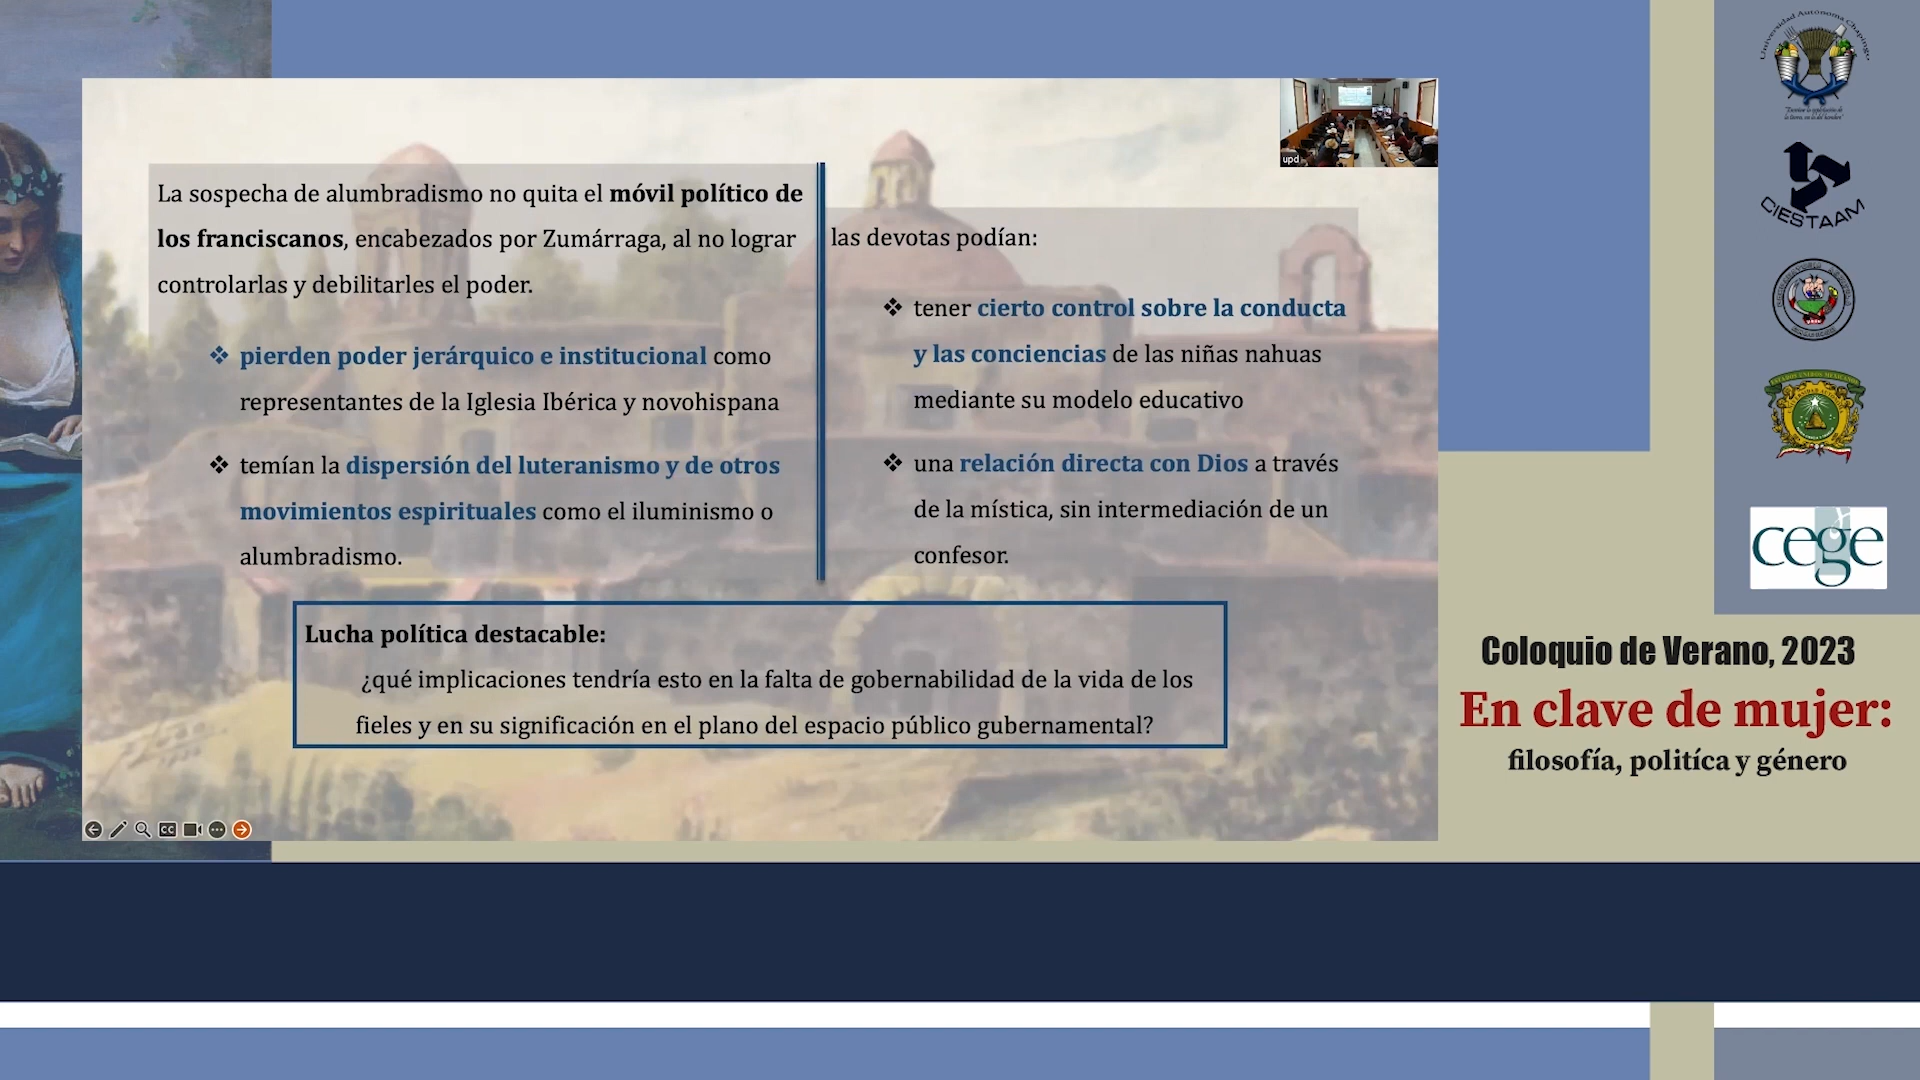 La sospecha de alumbradismo no quita el móvil político de
los franciscanos, encabezados por Zumárraga, al no lograr
controlarlas y debilitarles el poder.
❖ pierden poder jerárquico e institucional como
representantes de la Iglesia Ibérica y novohispana
❖ temían la dispersión del luteranismo y de otros
movimientos espirituales como el iluminismo o
alumbradismo.
las devotas podían:
❖ tener cierto control sobre la conducta
y las conciencias de las niñas nahuas
mediante su modelo educativo
❖ una relación directa con Dios a través
de la mística, sin intermediación de un
confesor.
Lucha política destacable:
¿qué implicaciones tendría esto en la falta de gobernabilidad de la vida de los
fieles y en su significación en el plano del espacio público gubernamental?
upd
CC
Universidad Autónoma Chapingo
CIESTAAM
cege
Coloquio de Verano, 2023
En clave de mujer:
filosofía, politíca y género